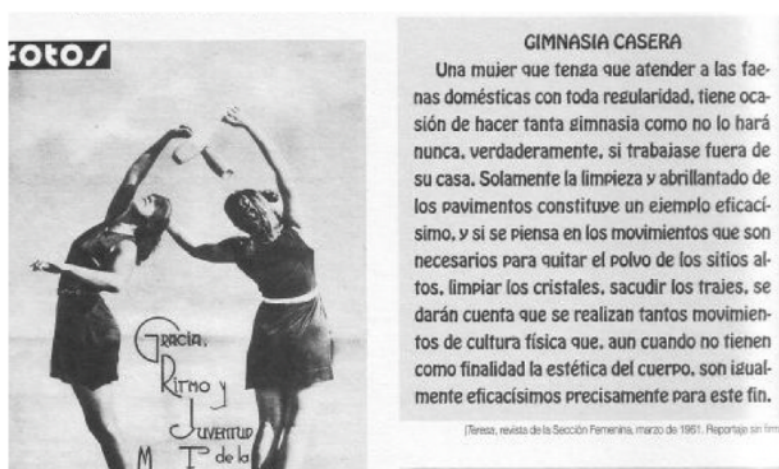 fotos
Gracia,
Ritmo y
Juventud
de la
GIMNASIA CASERA
Una mujer que tenga que atender a las fae-
nas domésticas con toda regularidad, tiene oca-
sión de hacer tanta gimnasia como no lo hará
nunca, verdaderamente, si trabajase fuera de
su casa. Solamente la limpieza y abrillantado de
los pavimentos constituye un ejemplo eficací-
simo, y si se piensa en los movimientos que son
necesarios para quitar el polvo de los sitios al-
tos, limpiar los cristales, sacudir los trajes, se
darán cuenta que se realizan tantos movimien-
tos de cultura física que, aun cuando no tienen
como finalidad la estética del cuerpo, son igual-
mente eficacísimos precisamente para este fin.
(Teresa, revista de la Sección Femenina, marzo de 1961. Reportaje sin